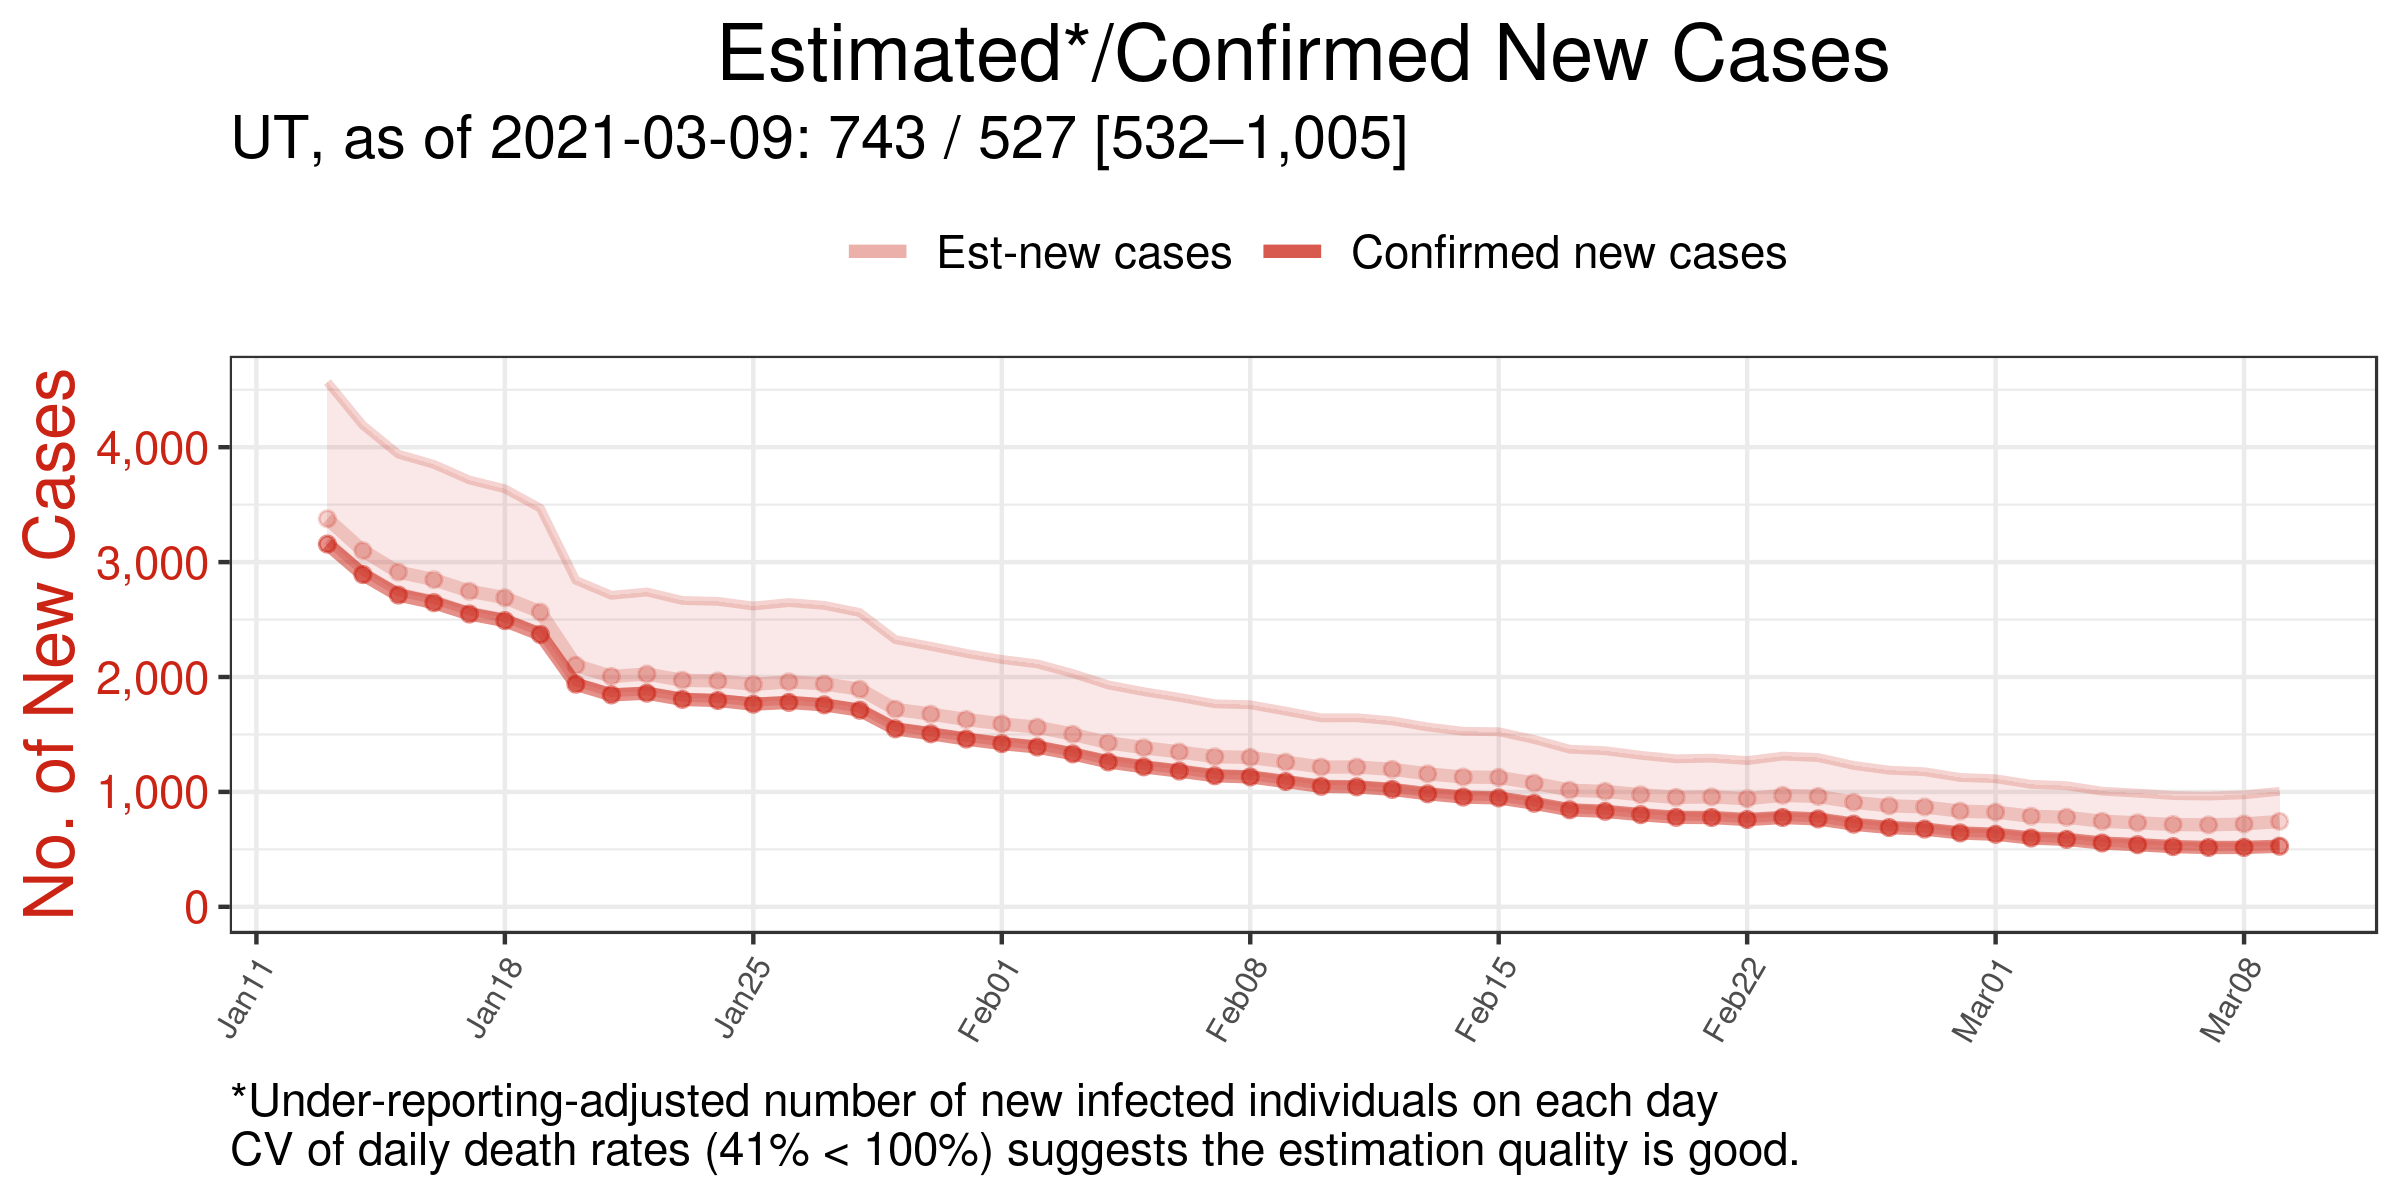 Estimated*/Confirmed New Cases
UT, as of 2021-03-09: 743 / 527 [532–1,005]
Est-new cases
Confirmed new cases
No. of New Cases
4,000
3,000
2,000
1,000
0
Jan11
Jan18
Jan25
Feb01
Feb08
Feb15
Feb22
Mar01
Mar08
*Under-reporting-adjusted number of new infected individuals on each day
CV of daily death rates (41% < 100%) suggests the estimation quality is good.